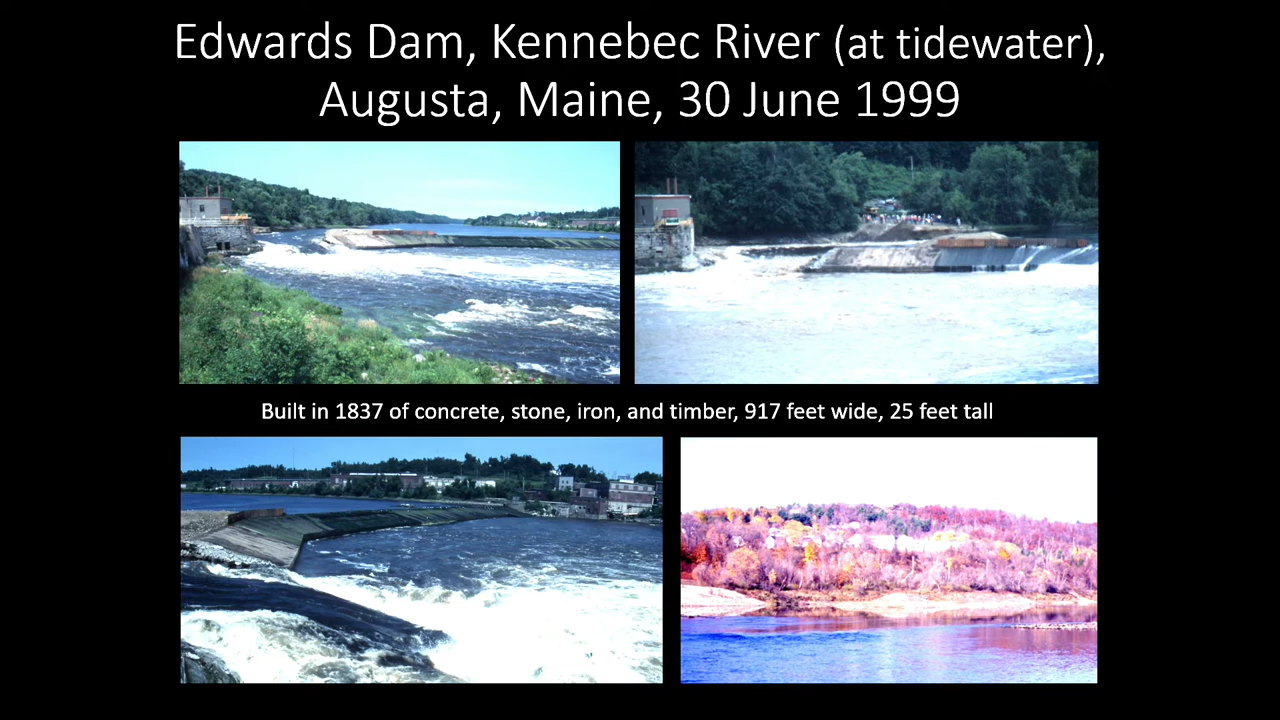 Edwards Dam, Kennebec River (at tidewater),
Augusta, Maine, 30 June 1999
Built in 1837 of concrete, stone, iron, and timber, 917 feet wide, 25 feet tall